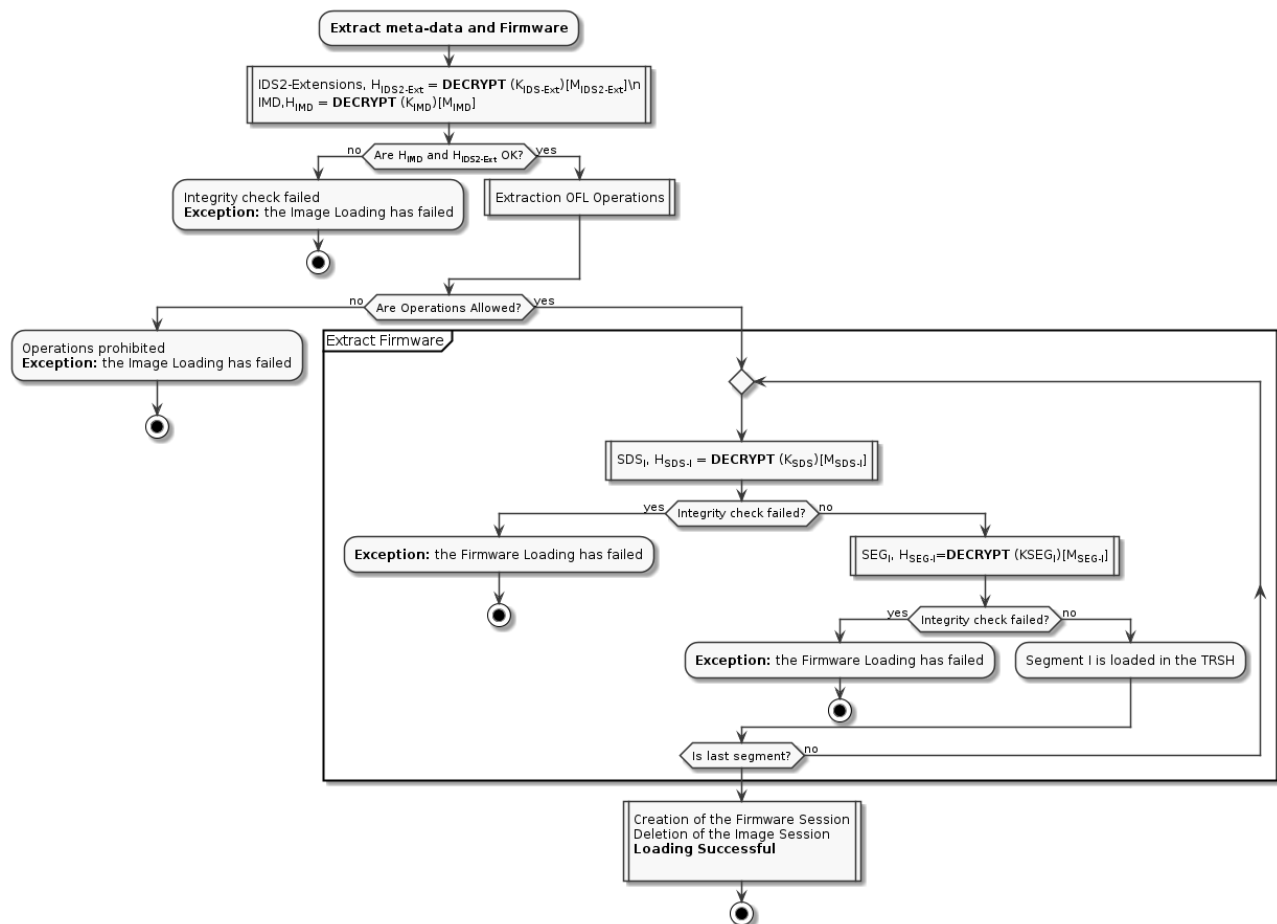 Extract meta-data and Firmware
IDS2-Extensions, H_IDS2-Ext = DECRYPT (K_IDS-Ext)[M_IDS2-Ext]\n
IMD,H_IMD = DECRYPT (K_IMD)[M_IMD]
no
Are H_IMD and H_IDS2-Ext OK?
yes
Integrity check failed
Exception: the Image Loading has failed
Extraction OFL Operations
no
Are Operations Allowed?
yes
Operations prohibited
Exception: the Image Loading has failed
Extract Firmware
SDS_I, H_SDS-I = DECRYPT (K_SDS)[M_SDS-I]
yes
Integrity check failed?
no
Exception: the Firmware Loading has failed
SEG_I, H_SEG-I=DECRYPT (KSEG_I)[M_SEG-I]
yes
Integrity check failed?
no
Exception: the Firmware Loading has failed
Segment I is loaded in the TRSH
Is last segment?
no
Creation of the Firmware Session
Deletion of the Image Session
Loading Successful